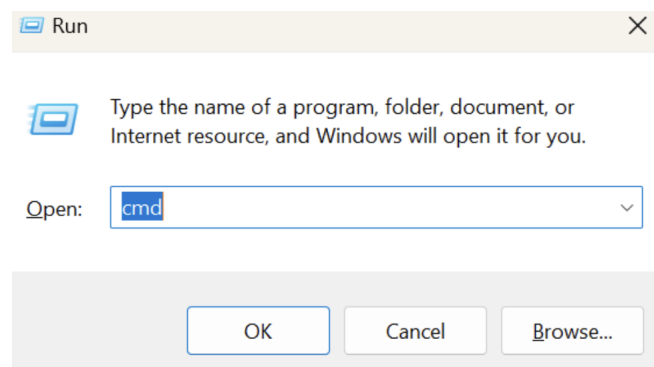 Run
Type the name of a program, folder, document, or
Internet resource, and Windows will open it for you.
Open: cmd
OK Cancel Browse...